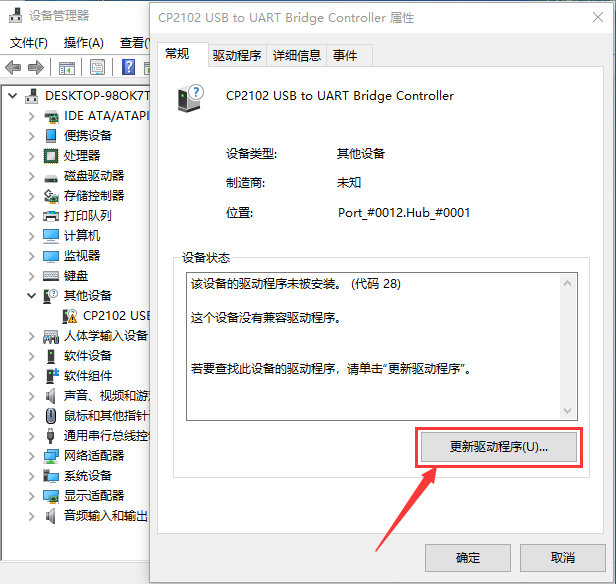 设备管理器
文件(F) 操作(A) 查看(
DESKTOP-98OK7T
IDE ATA/ATAPI
便携设备
处理器
磁盘驱动器
存储控制器
打印队列
计算机
监视器
键盘
其他设备
CP2102 USB
人体学输入设备
软件设备
软件组件
声音、视频和游
鼠标和其他指针
通用串行总线控
网络适配器
系统设备
显示适配器
音频输入和输出
CP2102 USB to UART Bridge Controller 属性
常规 驱动程序 详细信息 事件
CP2102 USB to UART Bridge Controller
设备类型: 其他设备
制造商: 未知
位置: Port_#0012.Hub_#0001
设备状态
该设备的驱动程序未被安装。 (代码 28)
这个设备没有兼容驱动程序。
若要查找此设备的驱动程序，请单击“更新驱动程序”。
更新驱动程序(U)...
确定 取消